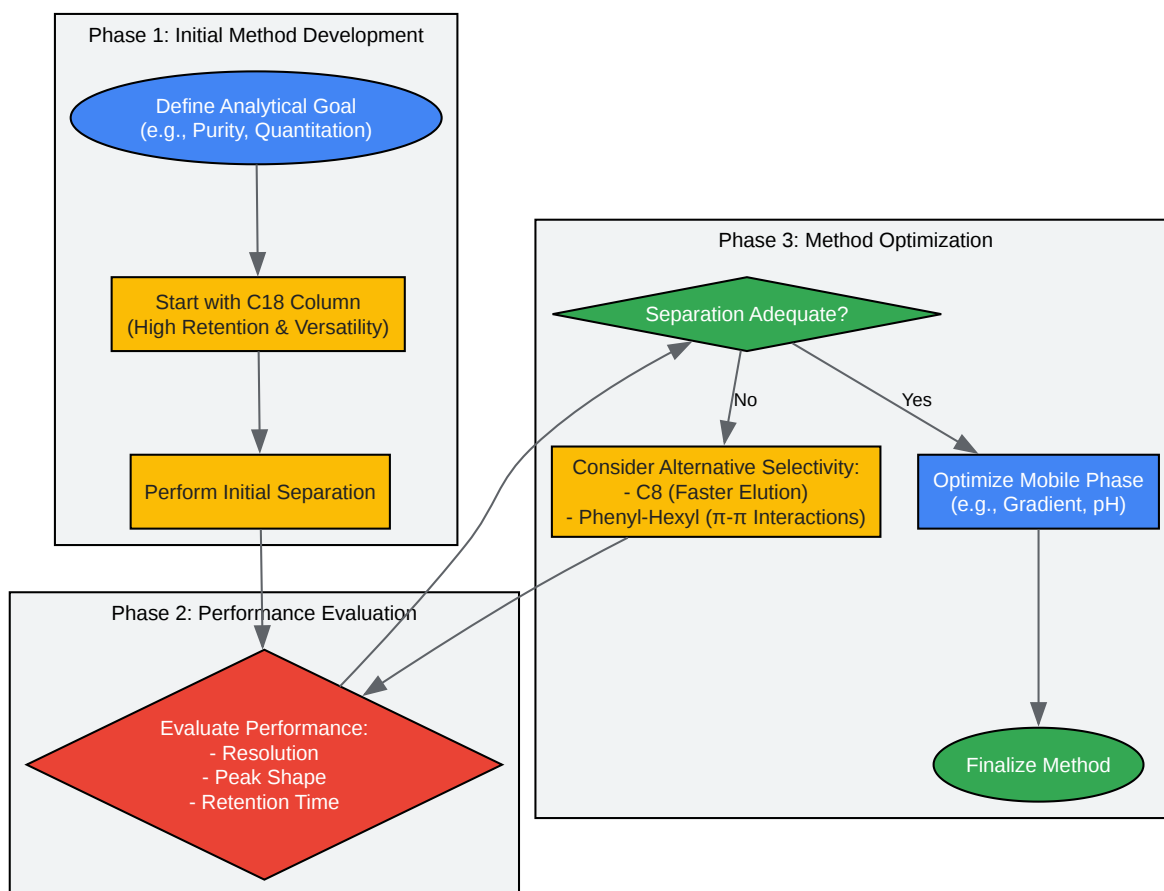 Phase 1: Initial Method Development
Define Analytical Goal
(e.g., Purity, Quantitation)
Start with C18 Column
(High Retention & Versatility)
Perform Initial Separation
Phase 2: Performance Evaluation
Evaluate Performance:
- Resolution
- Peak Shape
- Retention Time
Phase 3: Method Optimization
Separation Adequate?
No
Yes
Consider Alternative Selectivity:
- C8 (Faster Elution)
- Phenyl-Hexyl (π-π Interactions)
Optimize Mobile Phase
(e.g., Gradient, pH)
Finalize Method